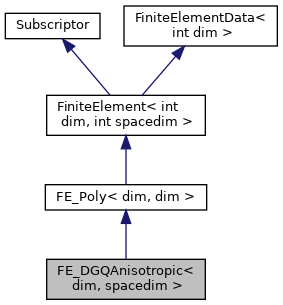 Subscriptor
FiniteElementData<
int dim >
FiniteElement< int
dim, int spacedim >
FE_Poly< dim, dim >
FE_DGQAnisotropic<
dim, spacedim >